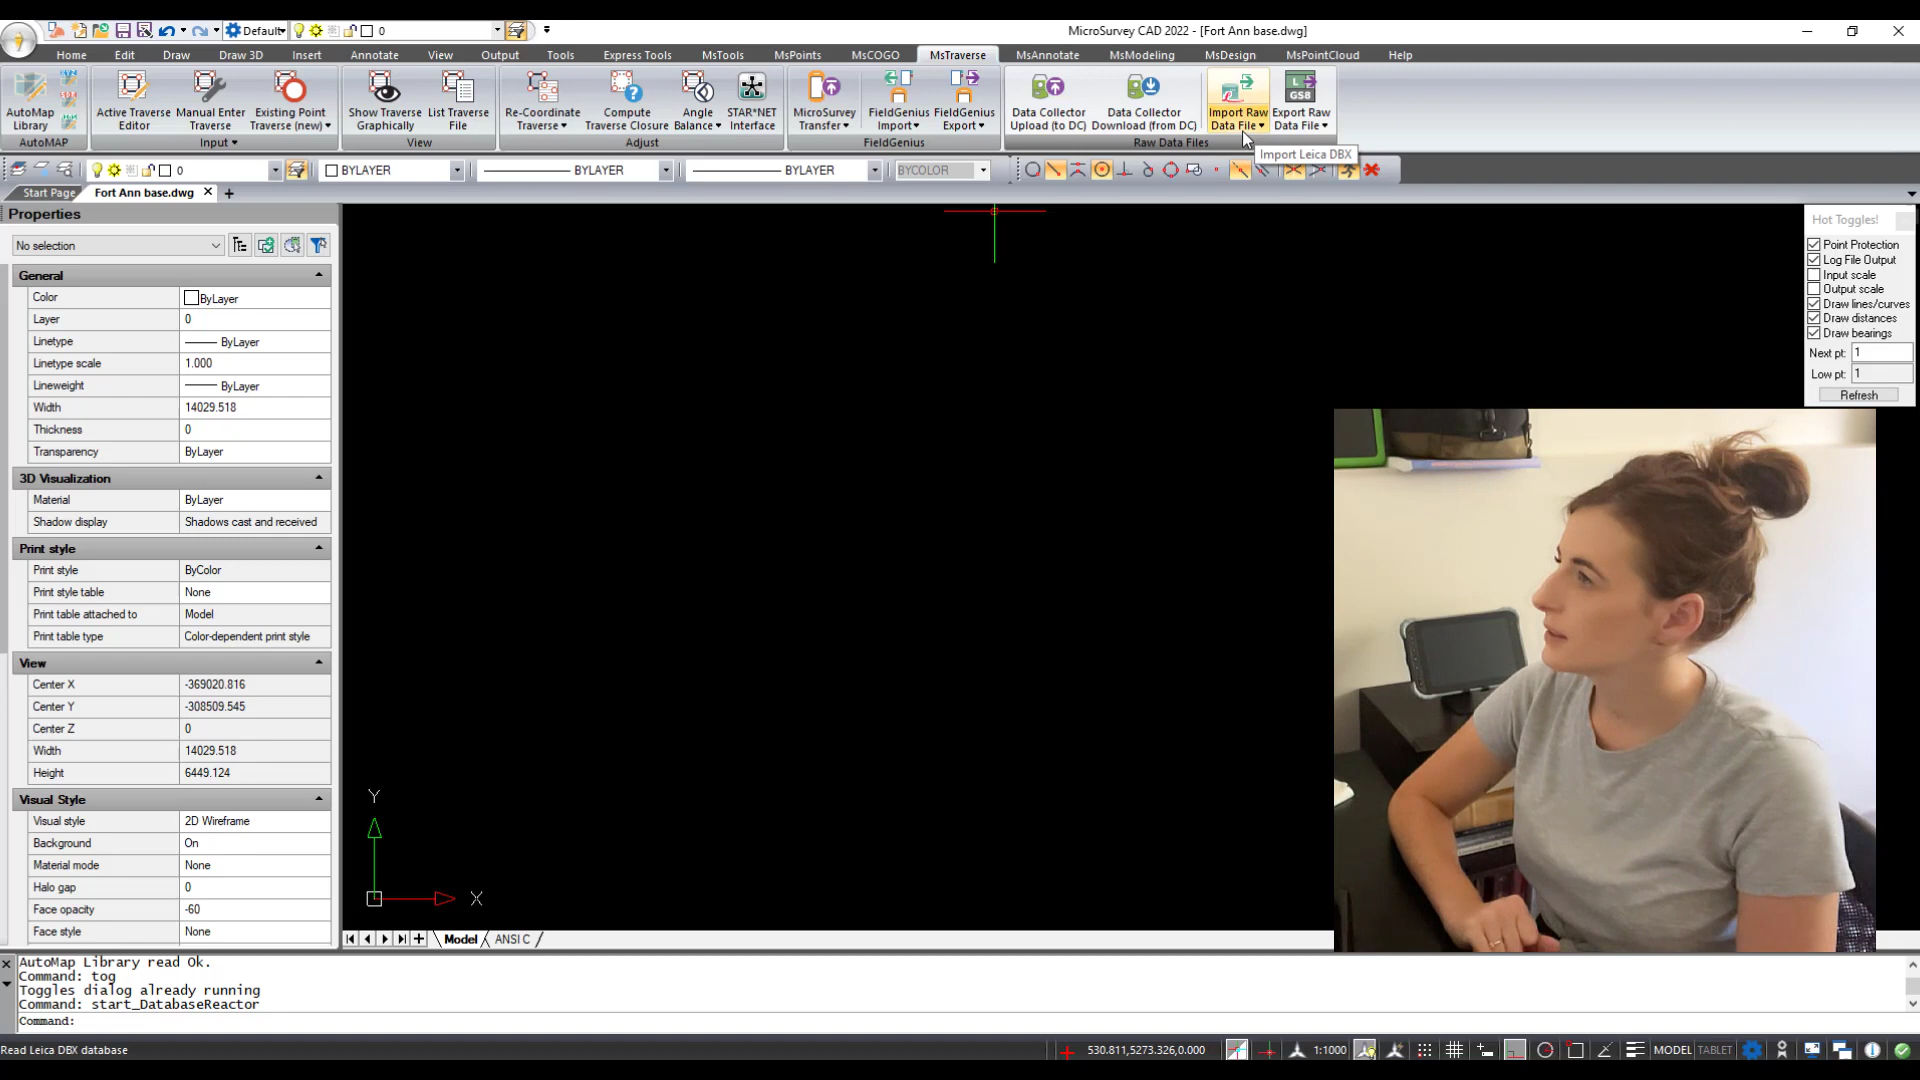 Default
0
MicroSurvey CAD 2022 - [Fort Ann base.dwg]
Home Edit Draw Draw 3D Insert Annotate View Output Express Tools Tools MsTools MsPoints MsCOGO MsTraverse MsAnnotate MsModeling MsDesign MsPointCloud Help
AutoMap Library
Active Traverse Editor
Manual Enter Traverse
Existing Point Traverse (new)
Show Traverse Graphically
List Traverse File
Re-Coordinate Traverse
Compute Traverse Closure
Angle Balance
STAR*NET Interface
MicroSurvey Transfer
FieldGenius Import
FieldGenius Export
Data Collector Upload (to DC)
Data Collector Download (from DC)
Import Raw Data File
GS8
Export Raw Data File
AutoMAP Input View Adjust FieldGenius Raw Data Files
Import Leica DBX
0 BYLAYER BYLAYER BYLAYER BYCOLOR
Start Page Fort Ann base.dwg
Properties
No selection
General
Color ByLayer
Layer 0
Linetype ByLayer
Linetype scale 1.000
Lineweight ByLayer
Width 14029.518
Thickness 0
Transparency ByLayer
3D Visualization
Material ByLayer
Shadow display Shadows cast and received
Print style
Print style ByColor
Print style table None
Print table attached to Model
Print table type Color-dependent print style
View
Center X -369020.816
Center Y -308509.545
Center Z 0
Width 14029.518
Height 6449.124
Visual Style
Visual style 2D Wireframe
Background On
Material mode None
Halo gap 0
Face opacity -60
Face style None
Hot Toggles!
Point Protection
Log File Output
Input scale
Output scale
Draw lines/curves
Draw distances
Draw bearings
Next pt: 1
Low pt: 1
Refresh
Y
X
Model ANSI C
AutoMap Library read Ok.
Command: tog
Toggles dialog already running
Command: start_DatabaseReactor
Command:
Read Leica DBX database
530.811,5273.326,0.000
1:1000
MODEL TABLET